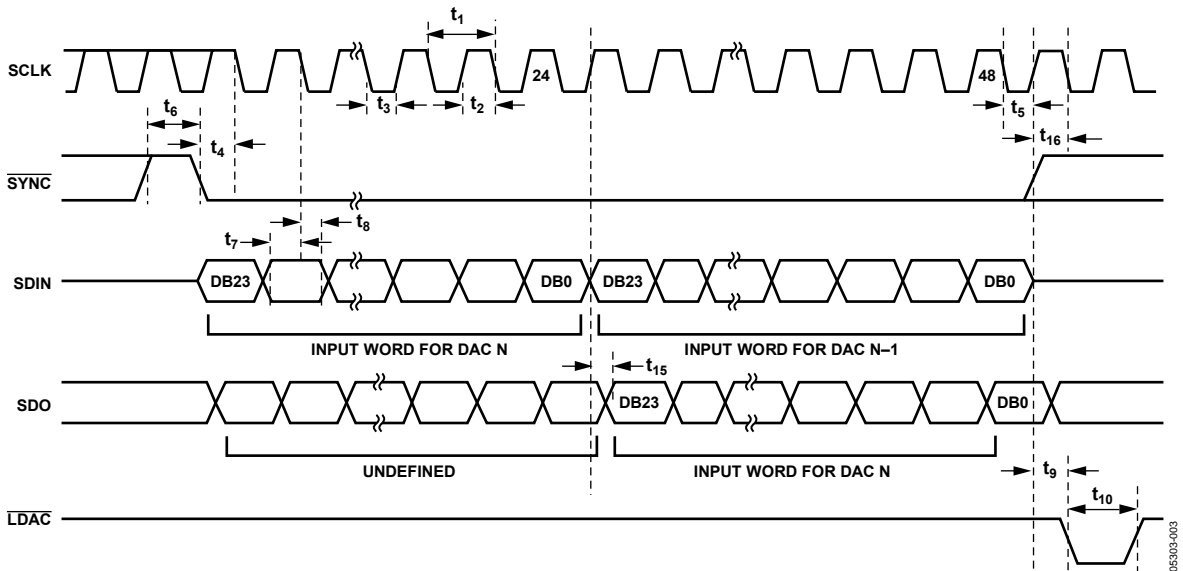 t1
SCLK
24
48
t3
t2
t5
t6
t4
t16
SYNC
t7
t8
SDIN
DB23
DB0
DB23
DB0
INPUT WORD FOR DAC N
INPUT WORD FOR DAC N–1
t15
SDO
DB23
DB0
UNDEFINED
INPUT WORD FOR DAC N
t9
t10
LDAC
05303-003